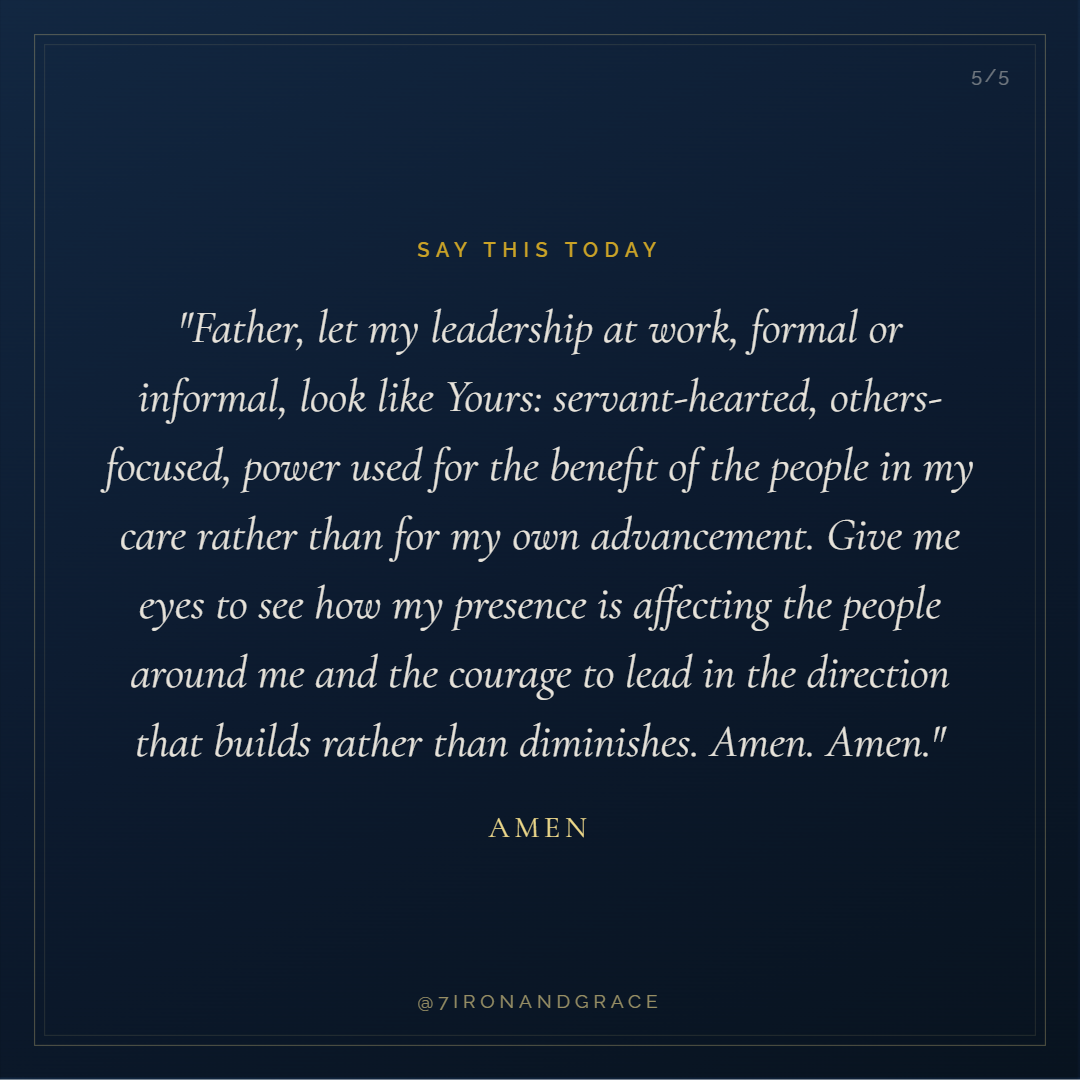 5/5
SAY THIS TODAY
"Father, let my leadership at work, formal or
informal, look like Yours: servant-hearted, others-
focused, power used for the benefit of the people in my
care rather than for my own advancement. Give me
eyes to see how my presence is affecting the people
around me and the courage to lead in the direction
that builds rather than diminishes. Amen. Amen."
AMEN
@7IRONANDGRACE